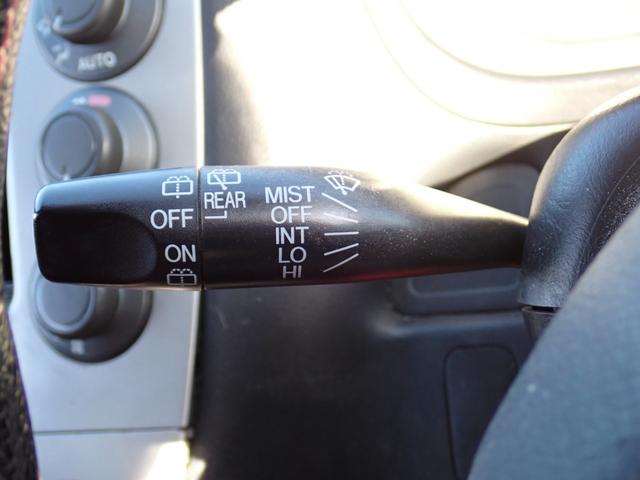 AUTO
OFF
ON
REAR
MIST
OFF
INT
LO
HI